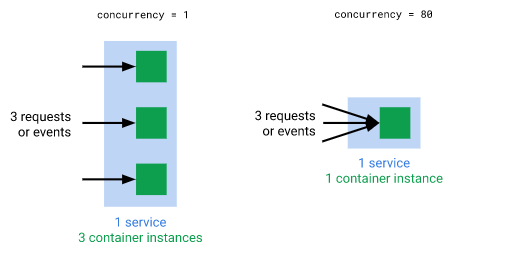 concurrency = 1
3 requests
or events
1 service
3 container instances
concurrency = 80
3 requests
or events
1 service
1 container instance